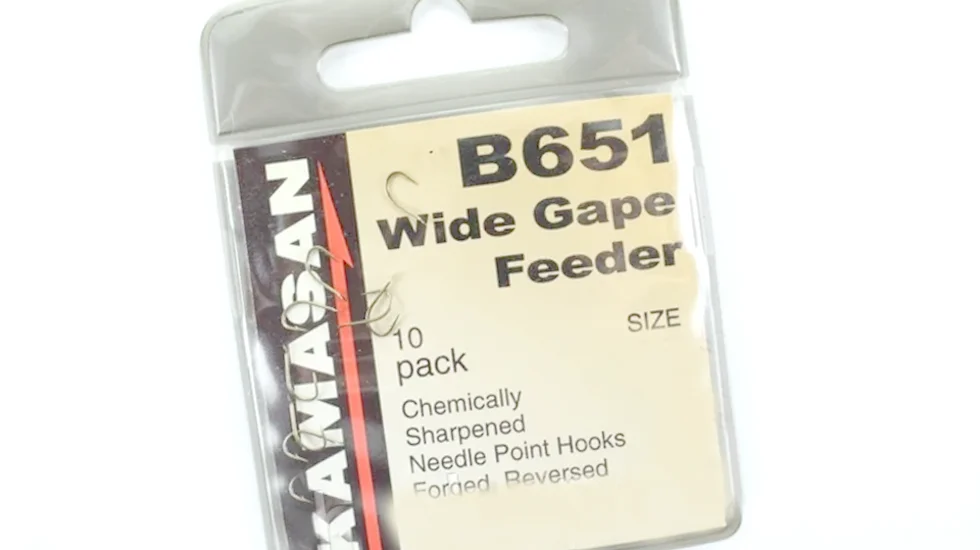 KAMASAN
B651
Wide Gape
Feeder
SIZE
10
pack
Chemically
Sharpened
Needle Point Hooks
Forged, Reversed